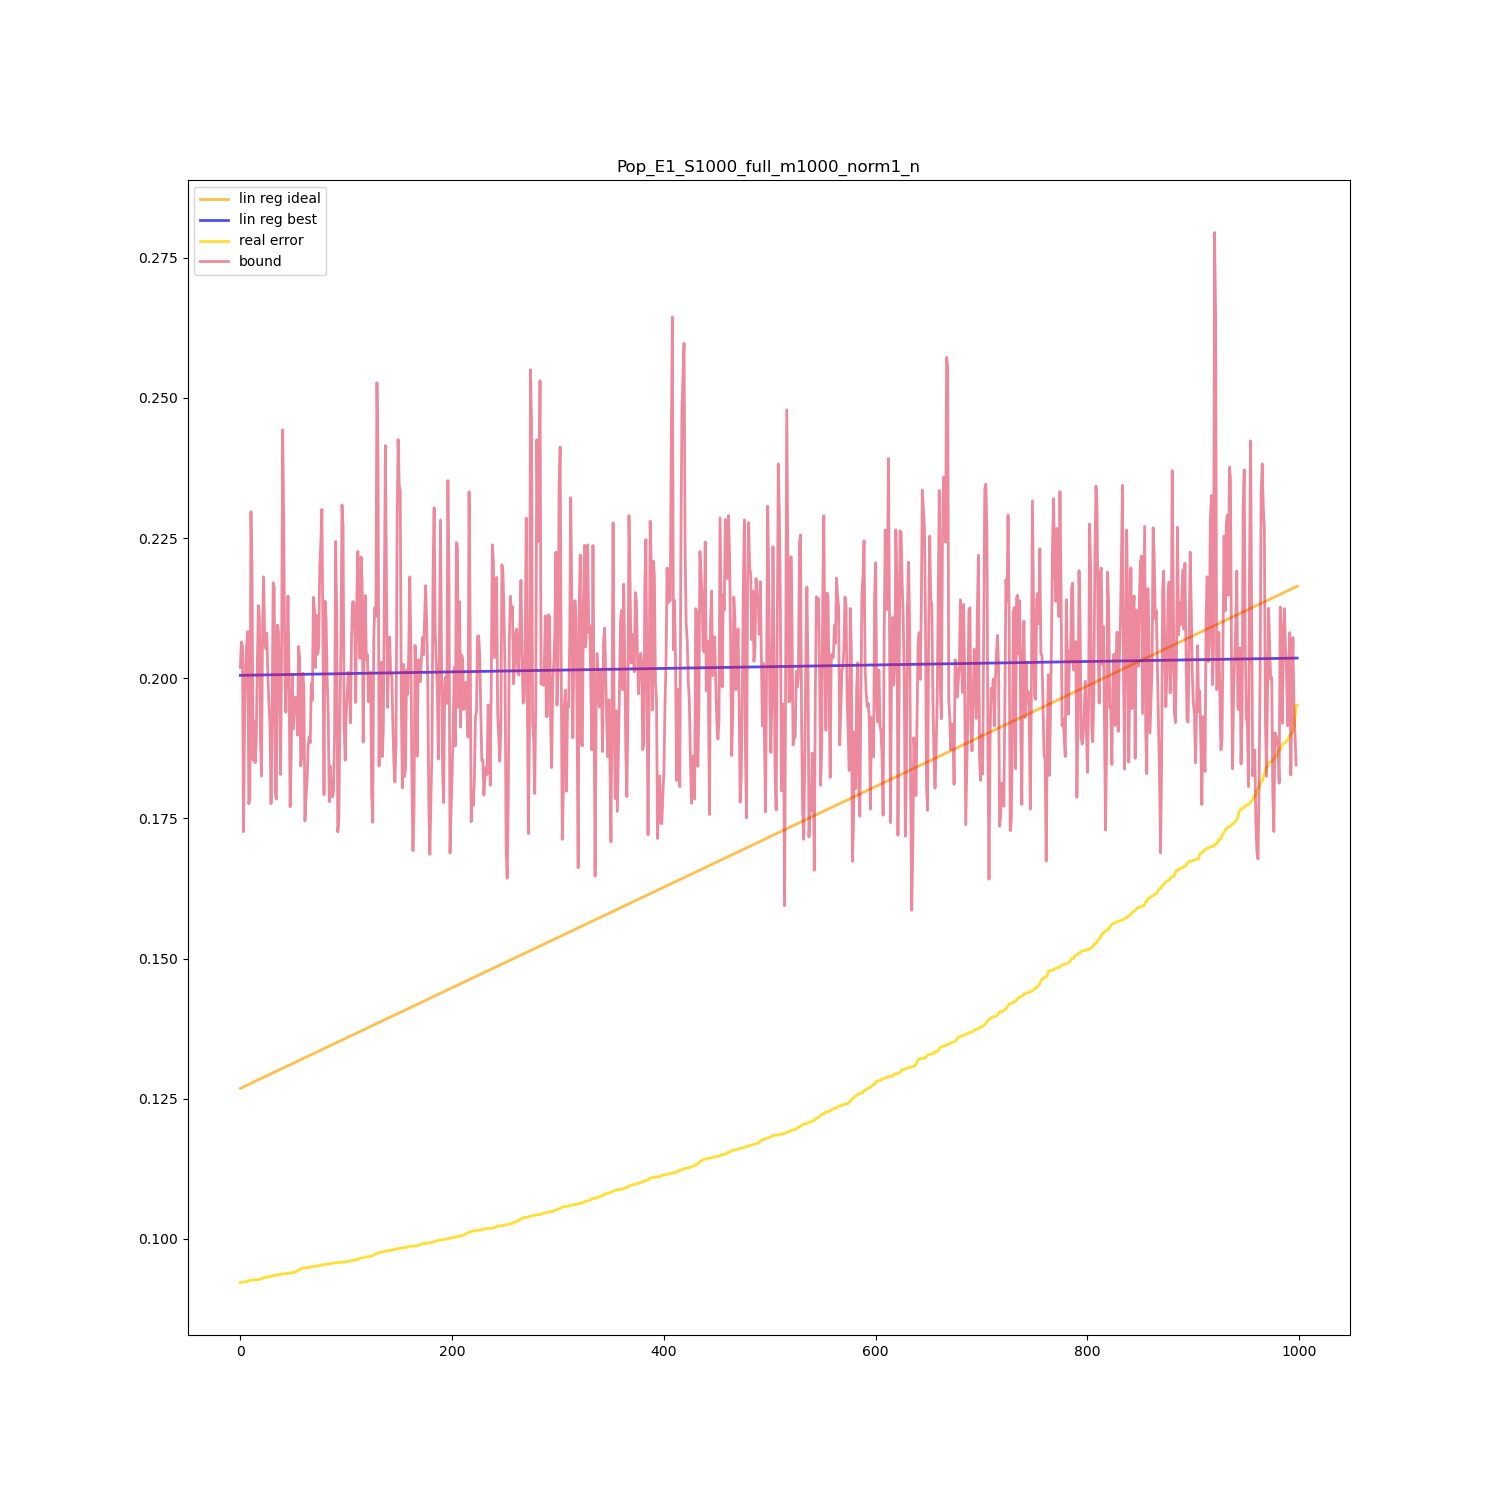 Pop_E1_S1000_full_m1000_norm1_n
lin reg ideal
lin reg best
real error
bound
0.275
0.250
0.225
0.200
0.175
0.150
0.125
0.100
0 200 400 600 800 1000